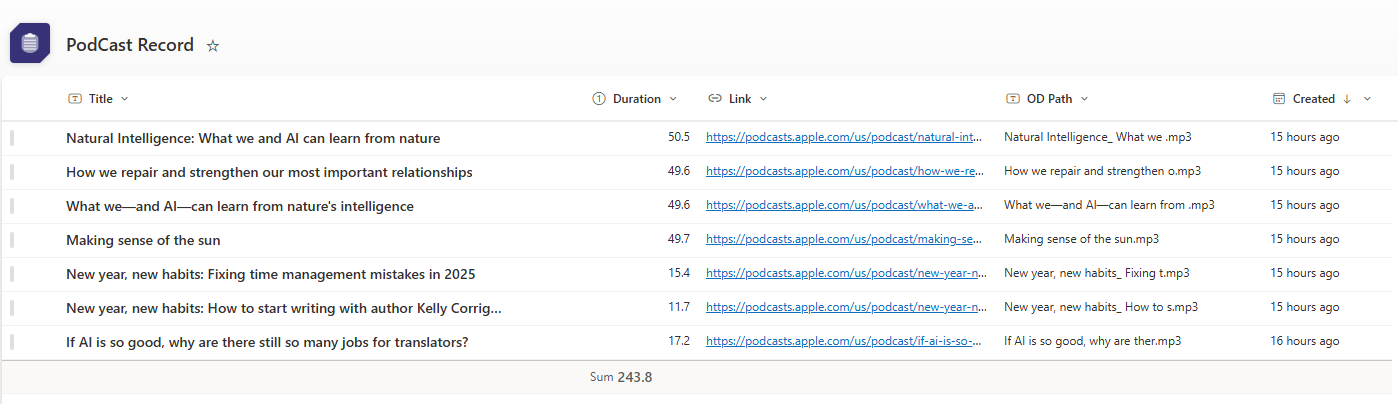 PodCast Record
Title Duration Link OD Path Created
Natural Intelligence: What we and AI can learn from nature 50.5 https://podcasts.apple.com/us/podcast/natural-int... Natural Intelligence_ What we .mp3 15 hours ago
How we repair and strengthen our most important relationships 49.6 https://podcasts.apple.com/us/podcast/how-we-re... How we repair and strengthen o.mp3 15 hours ago
What we—and AI—can learn from nature's intelligence 49.6 https://podcasts.apple.com/us/podcast/what-we-a... What we—and AI—can learn from .mp3 15 hours ago
Making sense of the sun 49.7 https://podcasts.apple.com/us/podcast/making-se... Making sense of the sun.mp3 15 hours ago
New year, new habits: Fixing time management mistakes in 2025 15.4 https://podcasts.apple.com/us/podcast/new-year-n... New year, new habits_ Fixing t.mp3 15 hours ago
New year, new habits: How to start writing with author Kelly Corrig... 11.7 https://podcasts.apple.com/us/podcast/new-year-n... New year, new habits_ How to s.mp3 15 hours ago
If AI is so good, why are there still so many jobs for translators? 17.2 https://podcasts.apple.com/us/podcast/if-ai-is-so-... If AI is so good, why are ther.mp3 16 hours ago
Sum 243.8